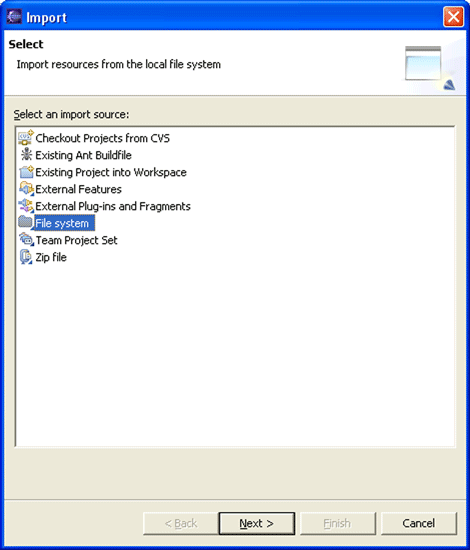 Import
Select
Import resources from the local file system
Select an import source:
Checkout Projects from CVS
Existing Ant Buildfile
Existing Project into Workspace
External Features
External Plug-ins and Fragments
File system
Team Project Set
Zip file
< Back
Next >
Finish
Cancel